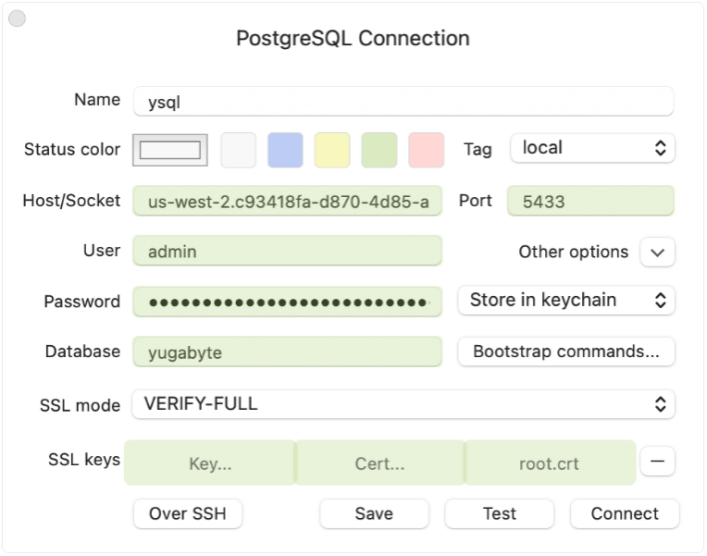 PostgreSQL Connection
Name ysql
Status color Tag local
Host/Socket us-west-2.c93418fa-d870-4d85-a Port 5433
User admin Other options
Password ●●●●●●●●●●●●●●●●●●●●●●●●●● Store in keychain
Database yugabyte Bootstrap commands...
SSL mode VERIFY-FULL
SSL keys Key... Cert... root.crt
Over SSH Save Test Connect